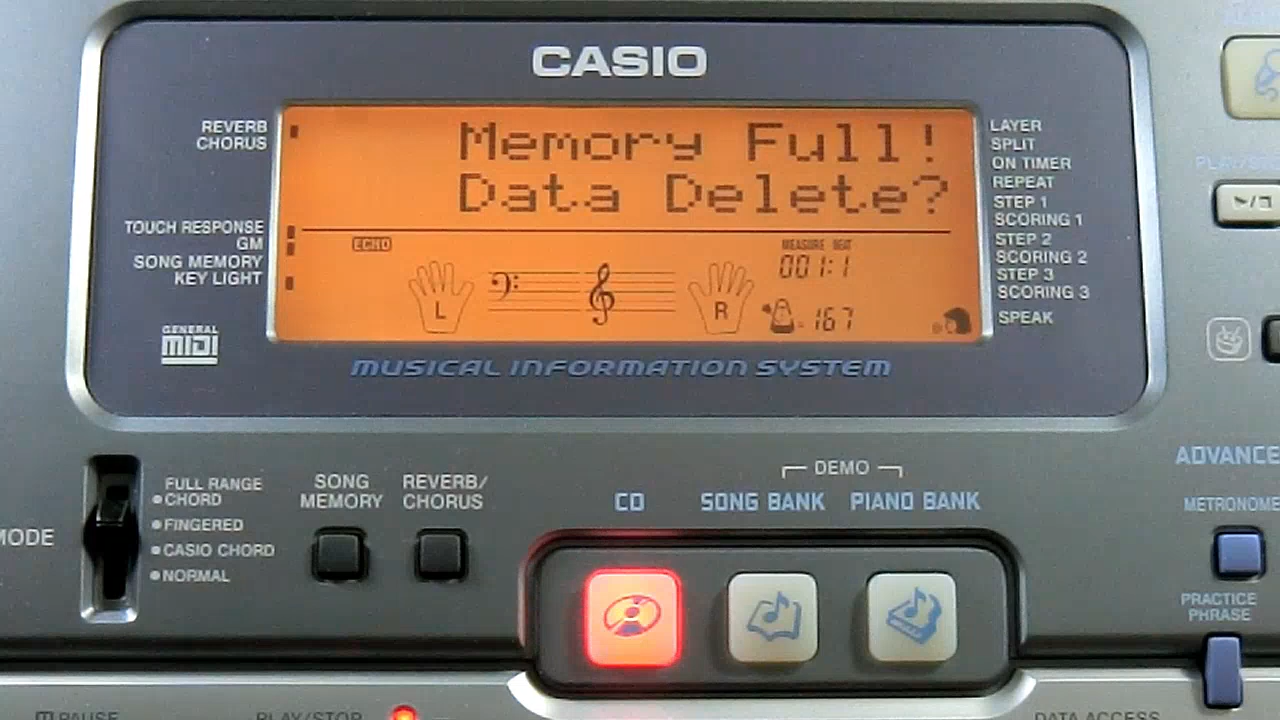 CASIO
REVERB
CHORUS
Memory Full!
Data Delete?
TOUCH RESPONSE
GM
SONG MEMORY
KEY LIGHT
ECHO
L
R
MEASURE BEAT
001:1
=167
LAYER
SPLIT
ON TIMER
REPEAT
STEP 1
SCORING 1
STEP 2
SCORING 2
STEP 3
SCORING 3
SPEAK
GENERAL
MIDI
MUSICAL INFORMATION SYSTEM
MODE
FULL RANGE
CHORD
FINGERED
CASIO CHORD
NORMAL
SONG
MEMORY
REVERB/
CHORUS
DEMO
CD
SONG BANK
PIANO BANK
ADVANCE
METRONOME
PRACTICE
PHRASE
PAUSE
PLAY/STOP
DATA ACCESS